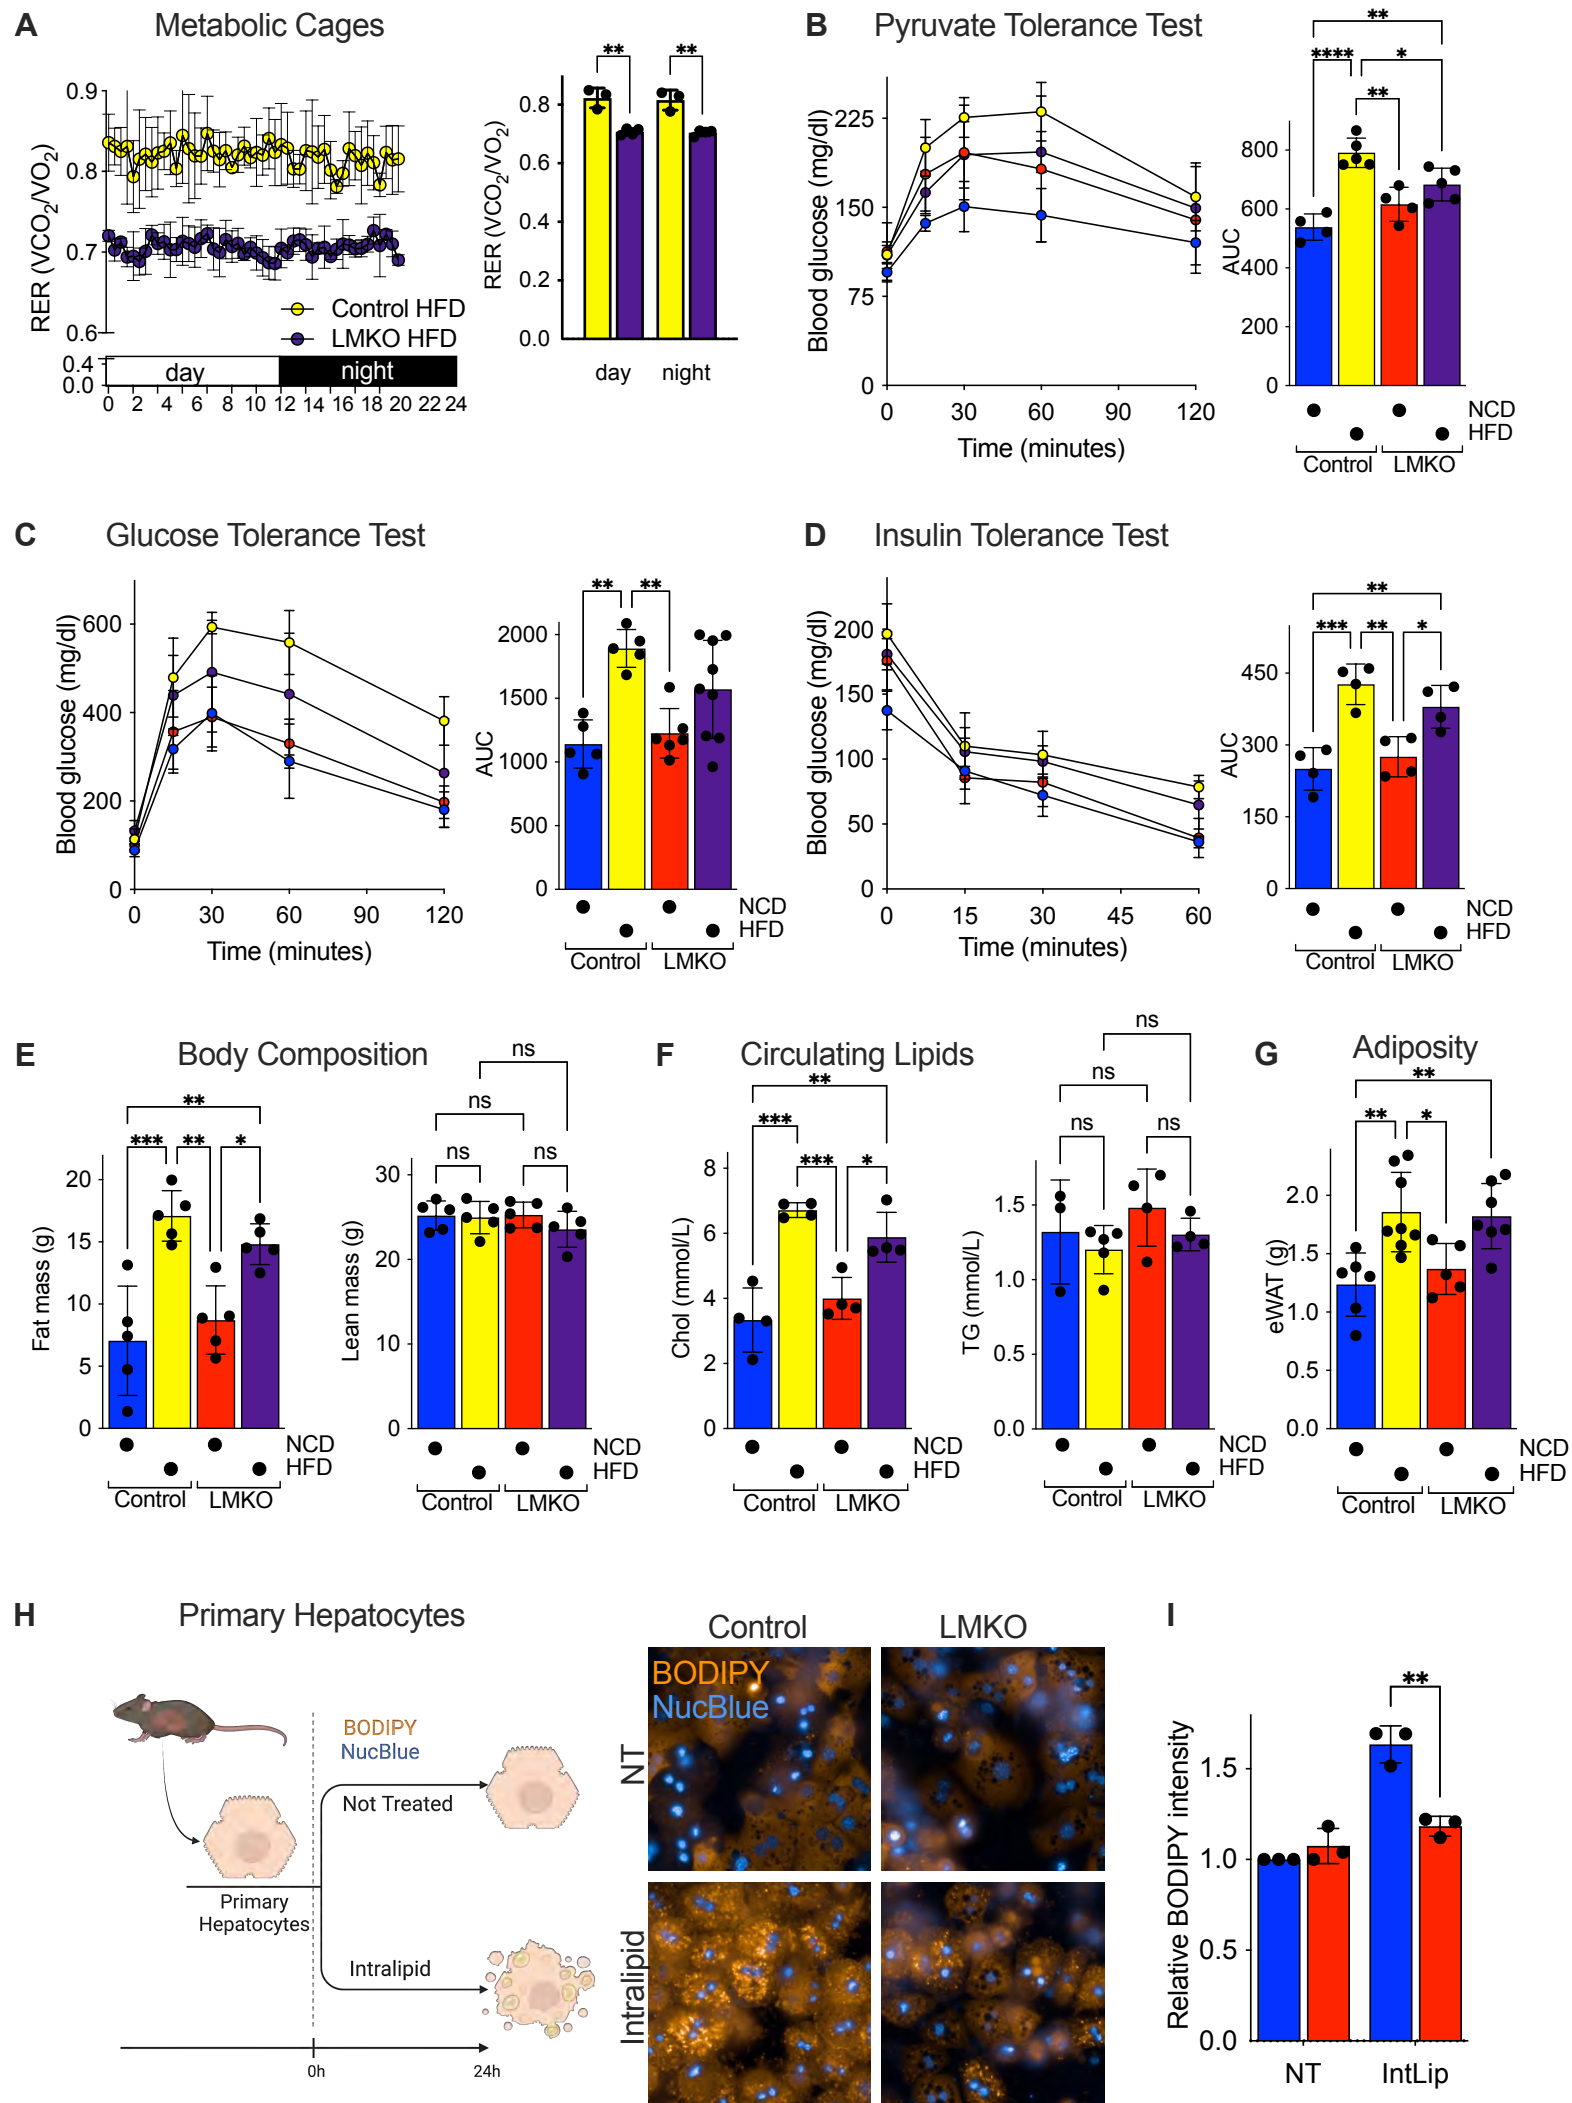 A Metabolic Cages
RER (VCO2/VO2)
0.9
0.8
0.7
0.6
0.4
0.0
Control HFD
LMKO HFD
day night
0 2 4 6 8 10 12 14 16 18 20 22 24
RER (VCO2/VO2)
0.8
0.6
0.4
0.2
0.0
** **
day night
B Pyruvate Tolerance Test
Blood glucose (mg/dl)
225
150
75
0
0 30 60 90 120
Time (minutes)
**
**** *
**
AUC
800
600
400
200
0
NCD
HFD
Control LMKO
C Glucose Tolerance Test
Blood glucose (mg/dl)
600
400
200
0
0 30 60 90 120
Time (minutes)
** **
AUC
2000
1500
1000
500
0
NCD
HFD
Control LMKO
D Insulin Tolerance Test
Blood glucose (mg/dl)
200
150
100
50
0
0 15 30 45 60
Time (minutes)
**
*** ** *
AUC
450
300
150
0
NCD
HFD
Control LMKO
E Body Composition
**
*** ** *
Fat mass (g)
20
15
10
5
0
NCD
HFD
Control LMKO
ns
ns
ns ns
Lean mass (g)
30
20
10
0
NCD
HFD
Control LMKO
F Circulating Lipids
**
***
*** *
Chol (mmol/L)
8
6
4
2
0
Control LMKO
ns
ns
ns ns
TG (mmol/L)
1.5
1.0
0.5
0.0
NCD
HFD
Control LMKO
G Adiposity
**
** *
eWAT (g)
2.0
1.5
1.0
0.5
0.0
NCD
HFD
Control LMKO
H Primary Hepatocytes
BODIPY
NucBlue
Not Treated
Primary
Hepatocytes
Intralipid
0h 24h
Control LMKO
BODIPY
NucBlue
NT
Intralipid
I
**
Relative BODIPY intensity
1.5
1.0
0.5
0.0
NT IntLip